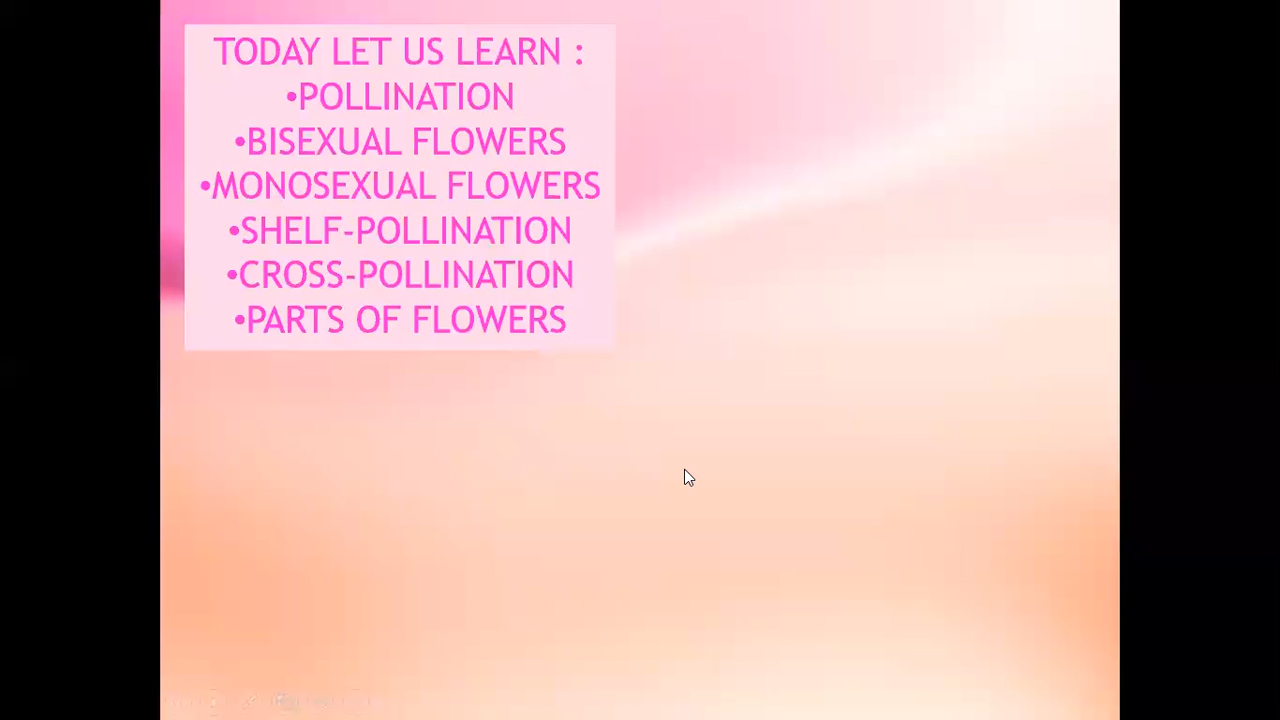 TODAY LET US LEARN :
•POLLINATION
•BISEXUAL FLOWERS
•MONOSEXUAL FLOWERS
•SHELF-POLLINATION
•CROSS-POLLINATION
•PARTS OF FLOWERS